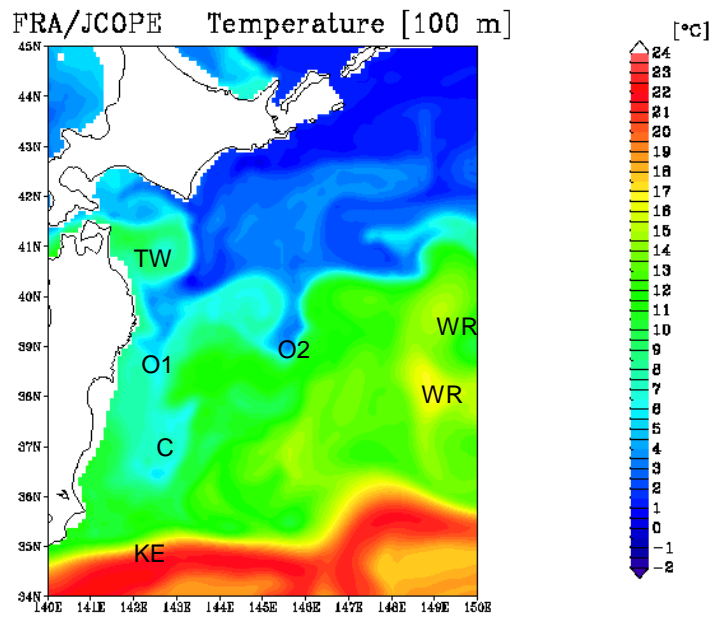 FRA/JCOPE Temperature [100 m]
[°C]
45N
44N
43N
42N
41N
40N
39N
38N
37N
36N
35N
34N
TW
WR
O1
O2
WR
C
KE
140E 141E 142E 143E 144E 145E 146E 147E 148E 149E 150E
24
23
22
21
20
19
18
17
16
15
14
13
12
11
10
9
8
7
6
5
4
3
2
1
0
-1
-2